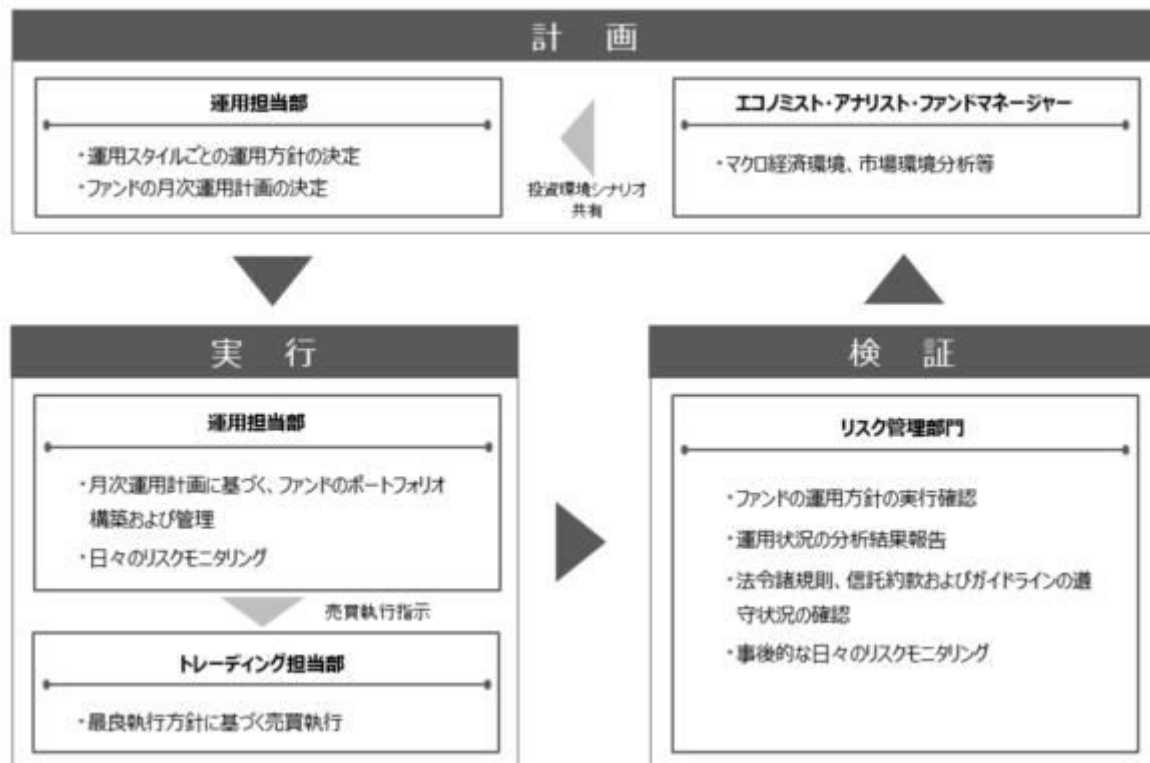 計 画
運用担当部
・運用スタイルごとの運用方針の決定
・ファンドの月次運用計画の決定
投資環境シナリオ
共有
エコノミスト・アナリスト・ファンドマネージャー
・マクロ経済環境、市場環境分析等
実 行
運用担当部
・月次運用計画に基づく、ファンドのポートフォリオ
構築および管理
・日々のリスクモニタリング
売買執行指示
トレーディング担当部
・最良執行方針に基づく売買執行
検 証
リスク管理部門
・ファンドの運用方針の実行確認
・運用状況の分析結果報告
・法令諸規則、信託約款およびガイドラインの遵
守状況の確認
・事後的な日々のリスクモニタリング